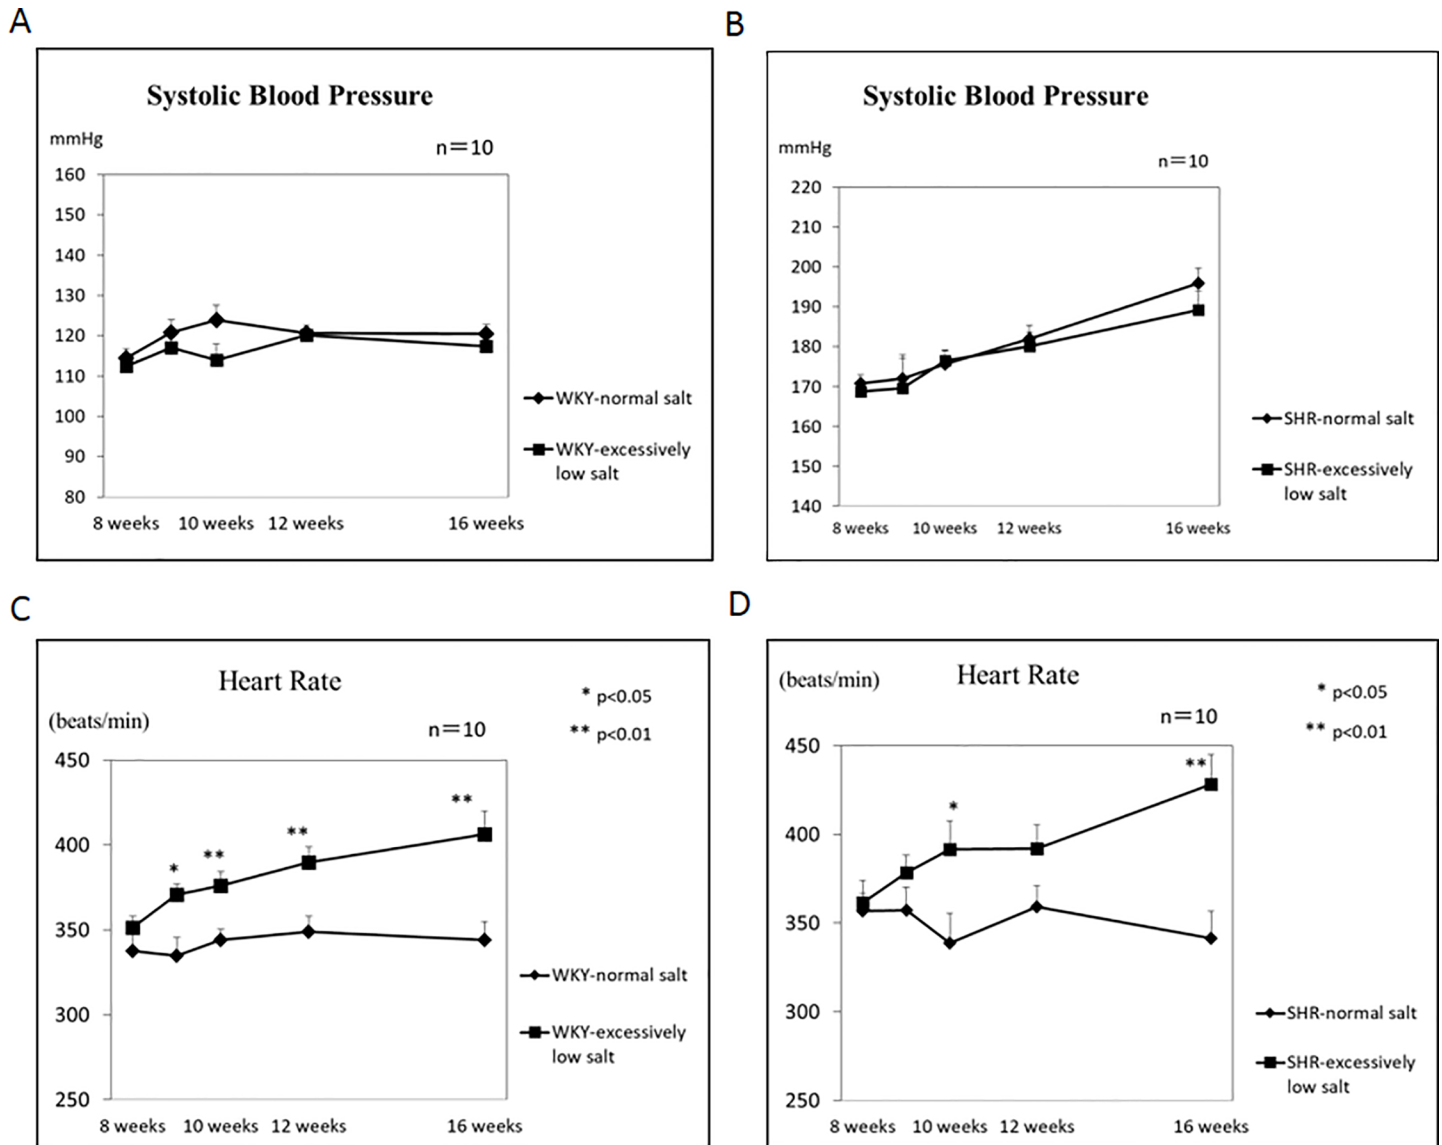 A
Systolic Blood Pressure
mmHg
n=10
160
150
140
130
120
110
100
90
80
8 weeks 10 weeks 12 weeks 16 weeks
WKY-normal salt
WKY-excessively
low salt
B
Systolic Blood Pressure
mmHg
n=10
220
210
200
190
180
170
160
150
140
8 weeks 10 weeks 12 weeks 16 weeks
SHR-normal salt
SHR-excessively
low salt
C
Heart Rate
* p<0.05
** p<0.01
(beats/min)
n=10
450
400
350
300
250
*
**
**
**
8 weeks 10 weeks 12 weeks 16 weeks
WKY-normal salt
WKY-excessively
low salt
D
Heart Rate
(beats/min)
* p<0.05
** p<0.01
n=10
450
400
350
300
250
*
**
8 weeks 10 weeks 12 weeks 16 weeks
SHR-normal salt
SHR-excessively
low salt